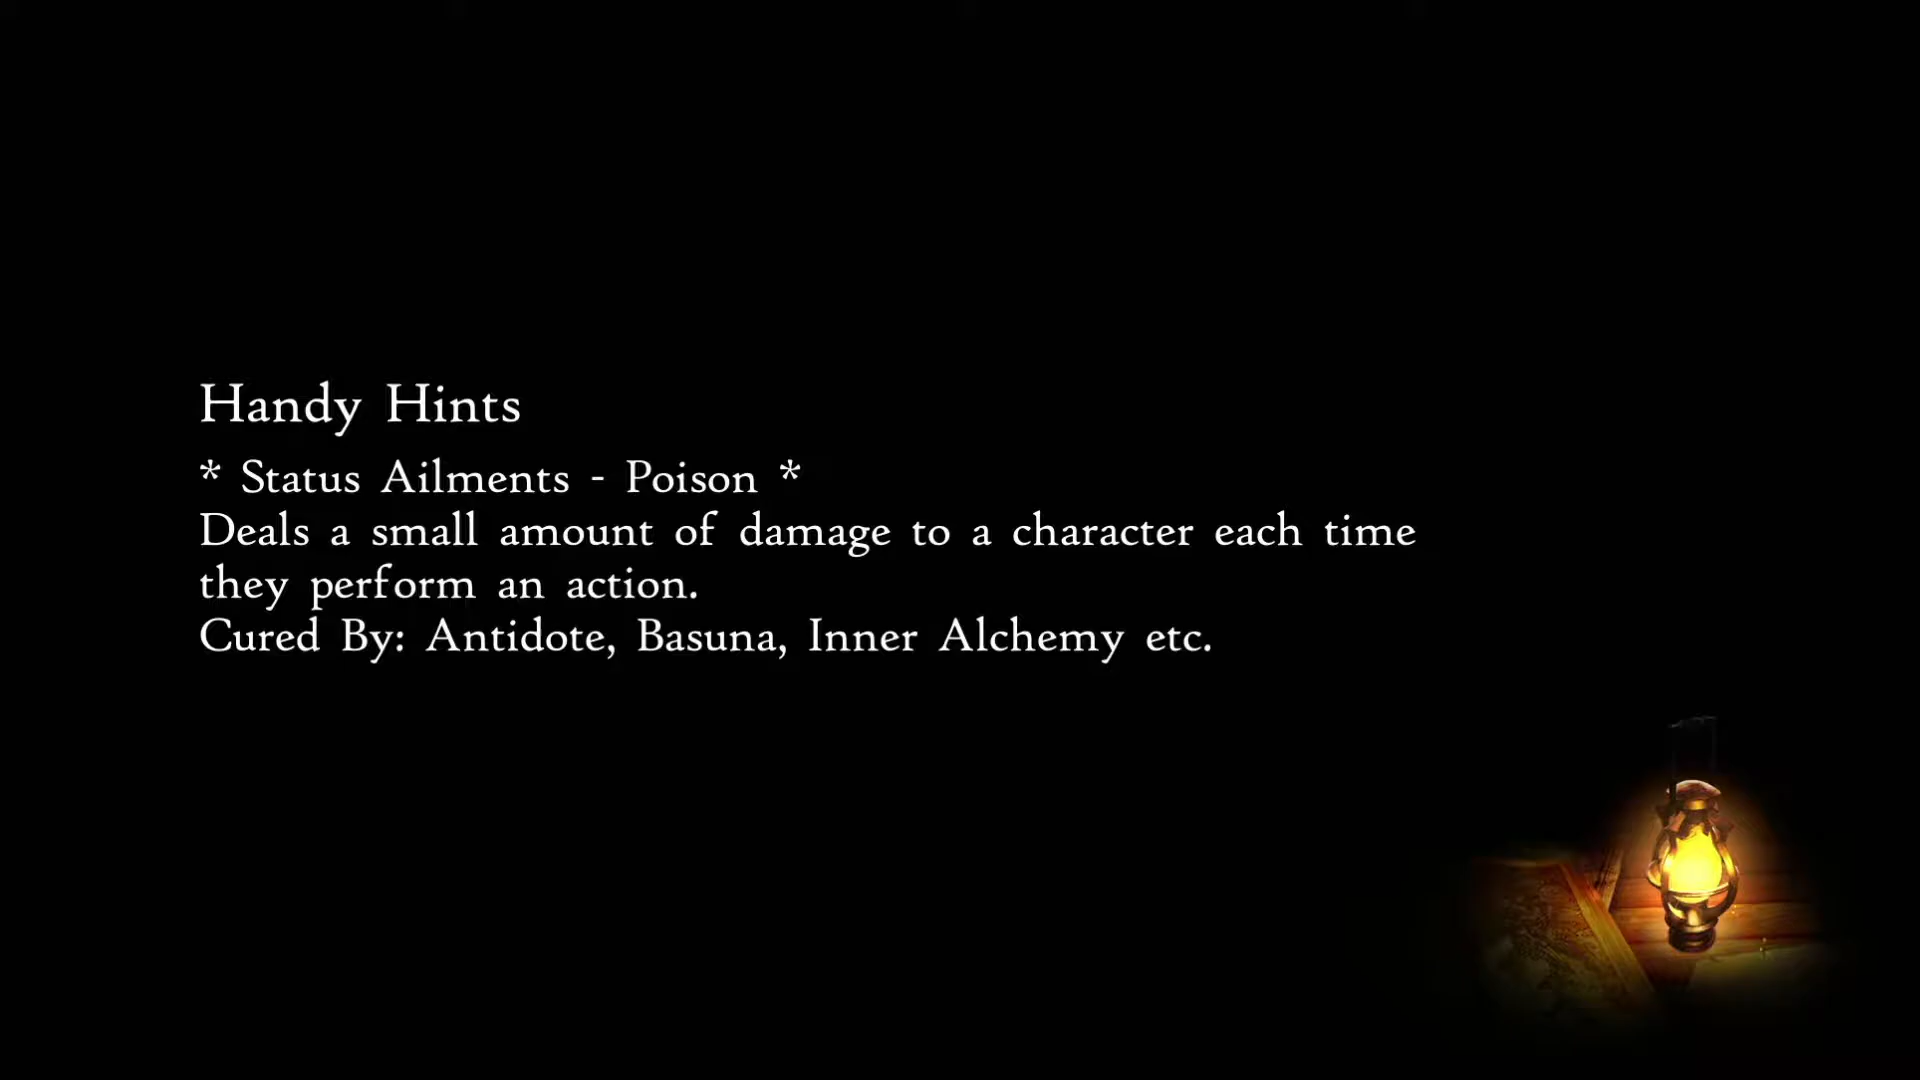 Handy Hints
* Status Ailments - Poison *
Deals a small amount of damage to a character each time
they perform an action.
Cured By: Antidote, Basuna, Inner Alchemy etc.